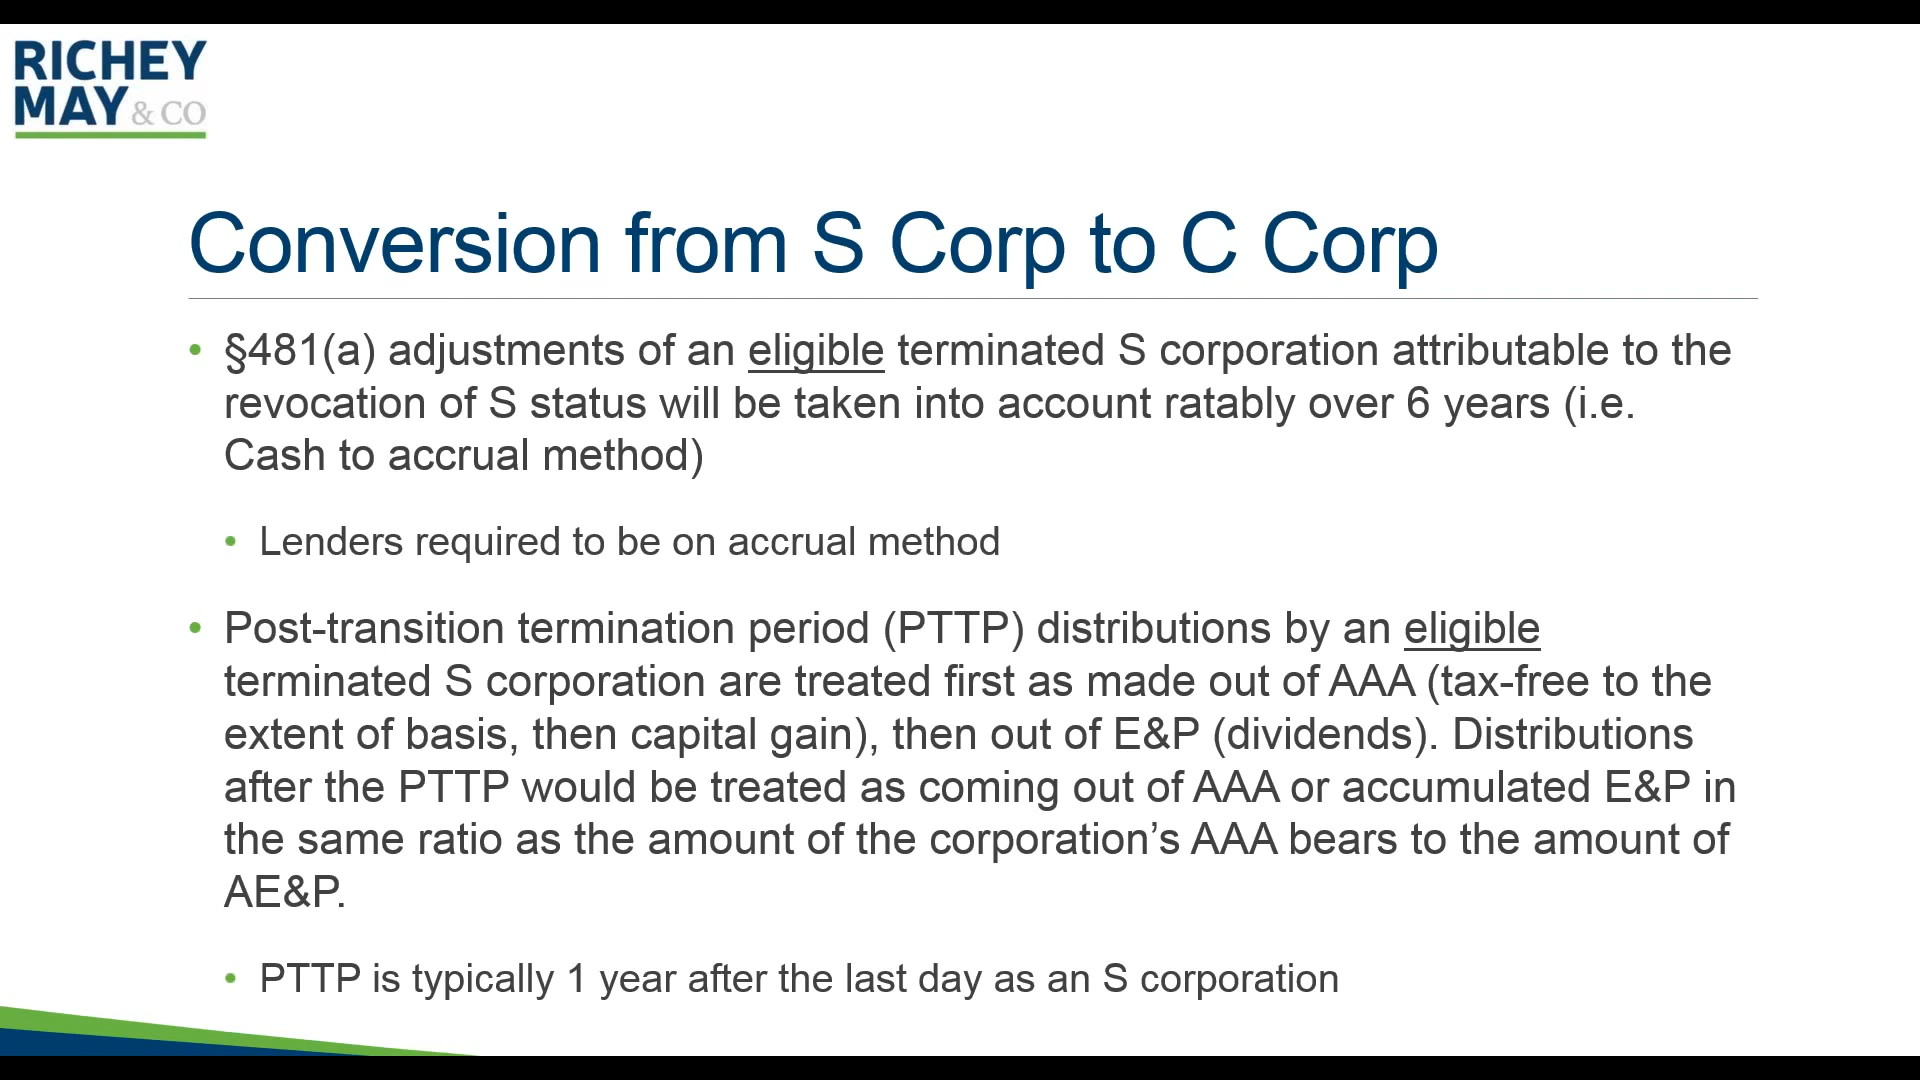 RICHEY
MAY & CO
Conversion from S Corp to C Corp
• §481(a) adjustments of an eligible terminated S corporation attributable to the
revocation of S status will be taken into account ratably over 6 years (i.e.
Cash to accrual method)
• Lenders required to be on accrual method
• Post-transition termination period (PTTP) distributions by an eligible
terminated S corporation are treated first as made out of AAA (tax-free to the
extent of basis, then capital gain), then out of E&P (dividends). Distributions
after the PTTP would be treated as coming out of AAA or accumulated E&P in
the same ratio as the amount of the corporation’s AAA bears to the amount of
AE&P.
• PTTP is typically 1 year after the last day as an S corporation